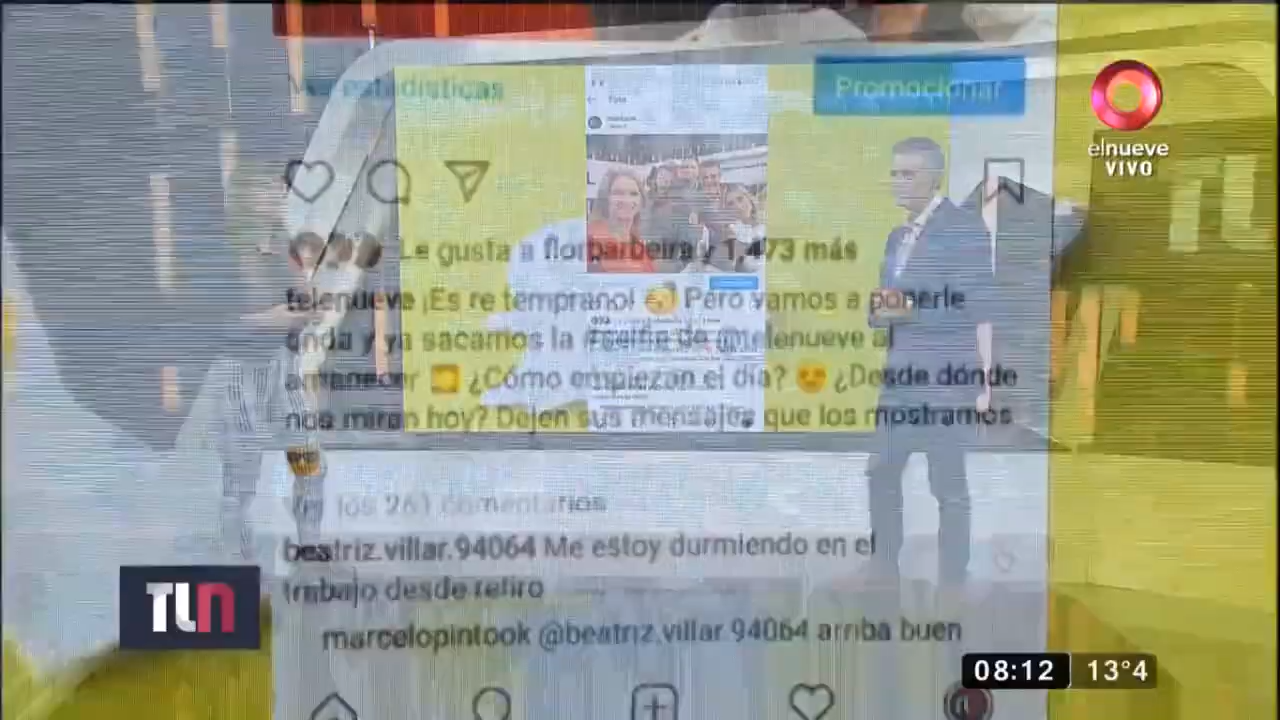 Ver estadísticas
Promocionar
elnueve
VIVO
Le gusta a florbarbeira y 1,473 más
telenueve ¡Es re temprano! Pero vamos a ponerle
onda y ya sacamos la #selfie de @telenueve al
amanecer ¿Cómo empiezan el día? ¿Desde dónde
nos miran hoy? Dejen sus mensajes que los mostramos
Ver los 261 comentarios
beatriz.villar.94064 Me estoy durmiendo en el
trabajo desde retiro
marcelopintook @beatriz.villar.94064 arriba buen
TLN
08:12
13°4